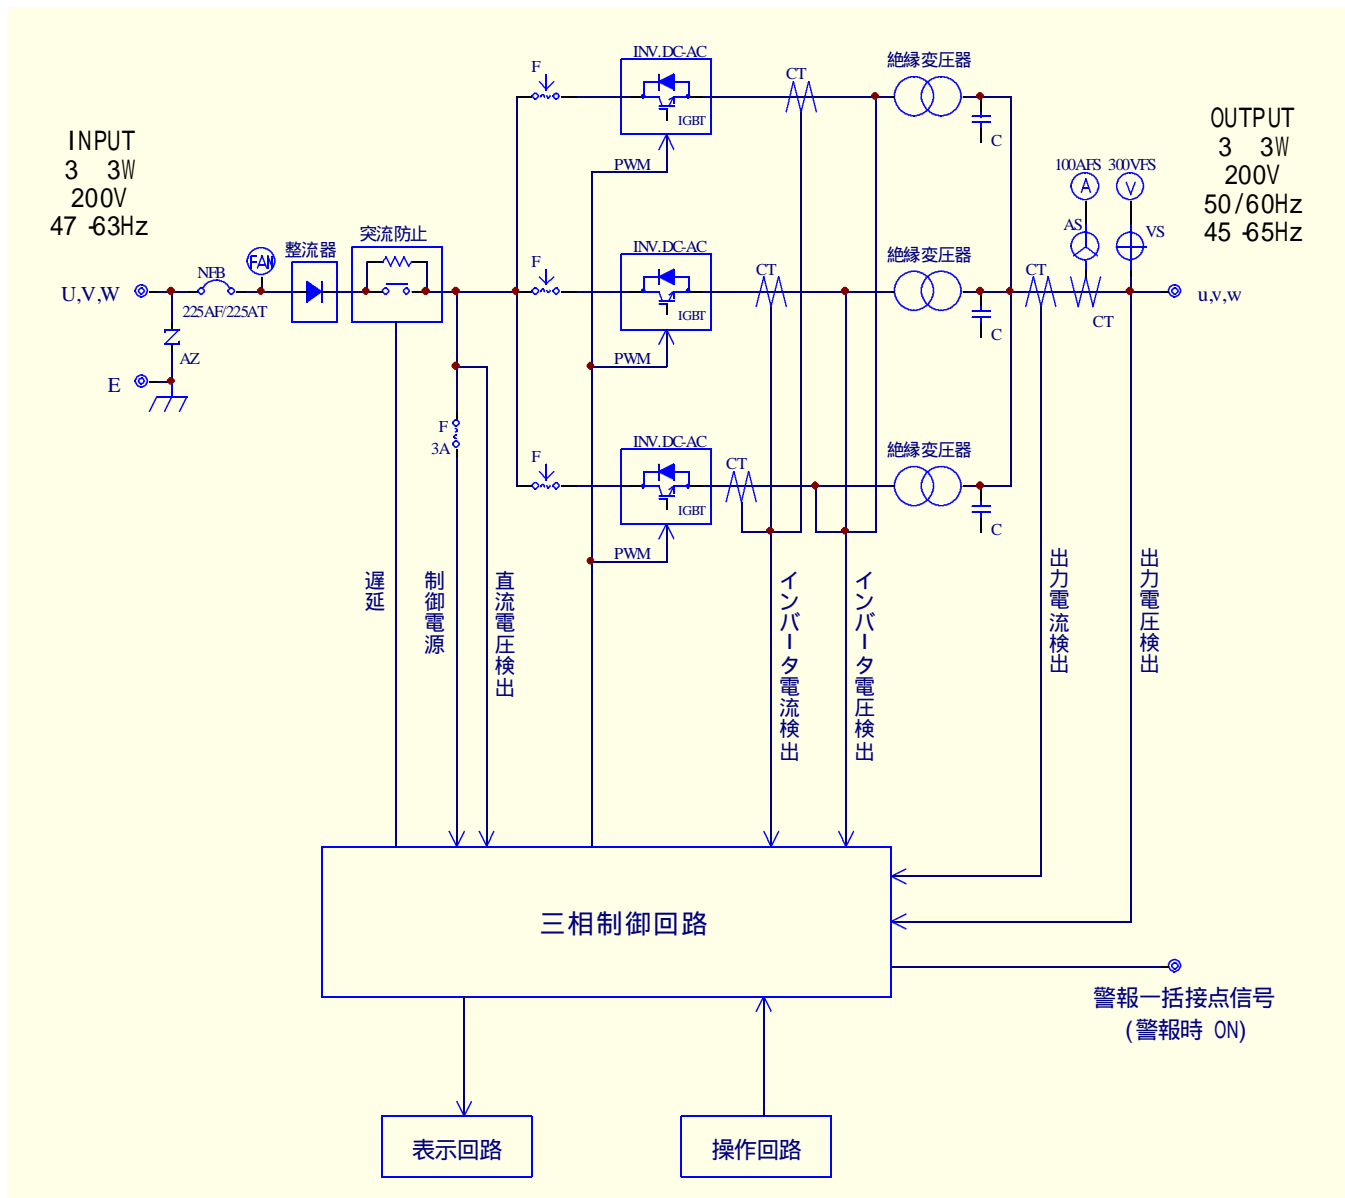 INPUT
3 3W
200V
47-63Hz
U,V,W
NFB
225AF/225AT
FAN
AZ
E
整流器
突流防止
F
3A
F
INV.DC-AC
IGBT
PWM
CT
絶縁変圧器
C
F
INV.DC-AC
IGBT
PWM
CT
絶縁変圧器
C
F
INV.DC-AC
IGBT
PWM
CT
絶縁変圧器
C
OUTPUT
3 3W
200V
50/60Hz
45-65Hz
100AFS
300VFS
A
V
AS
VS
CT
CT
u,v,w
遅延
制御電源
直流電圧検出
インバータ電流検出
インバータ電圧検出
出力電流検出
出力電圧検出
三相制御回路
警報一括接点信号
(警報時 ON)
表示回路
操作回路